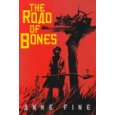 THE
ROAD OF
BONES
ANNE FINE